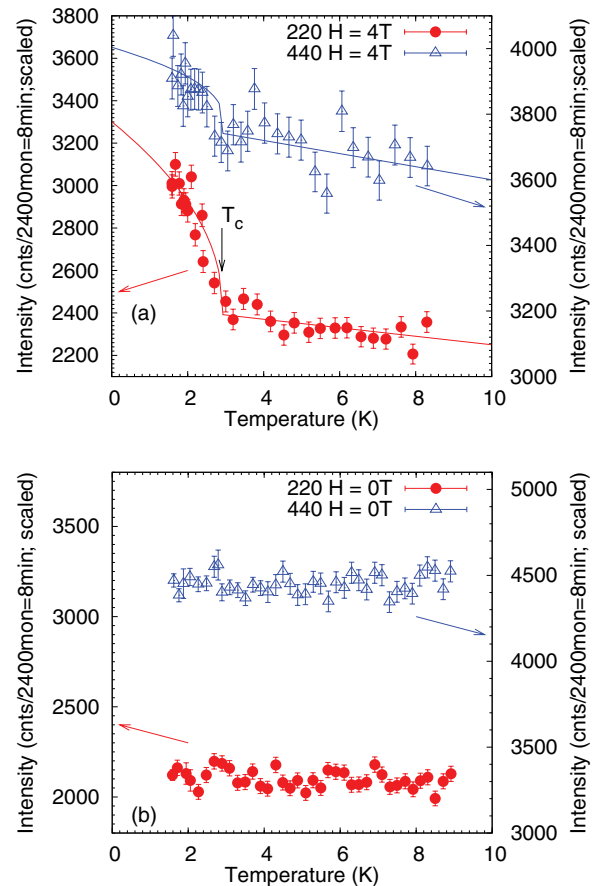 220 H = 4T
440 H = 4T
Intensity (cnts/2400mon=8min;scaled)
3800
3600
3400
3200
3000
2800
2600
2400
2200
4000
3800
3600
3400
3200
3000
Intensity (cnts/2400mon=8min;scaled)
Tc
(a)
0 2 4 6 8 10
Temperature (K)
220 H = 0T
440 H = 0T
Intensity (cnts/2400mon=8min; scaled)
3500
3000
2500
2000
5000
4500
4000
3500
3000
Intensity (cnts/2400mon=8min; scaled)
(b)
0 2 4 6 8 10
Temperature (K)